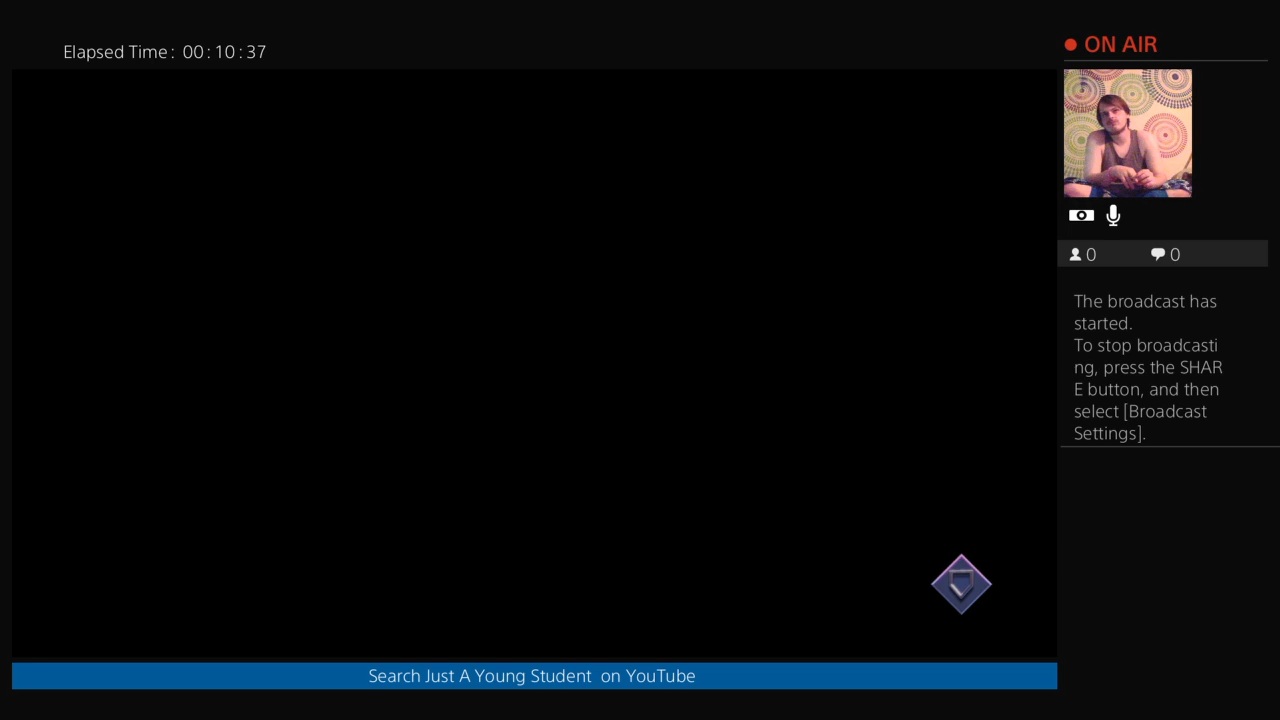 Elapsed Time: 00:10:37
ON AIR
0 0
The broadcast has
started.
To stop broadcasti
ng, press the SHAR
E button, and then
select [Broadcast
Settings].
Search Just A Young Student  on YouTube